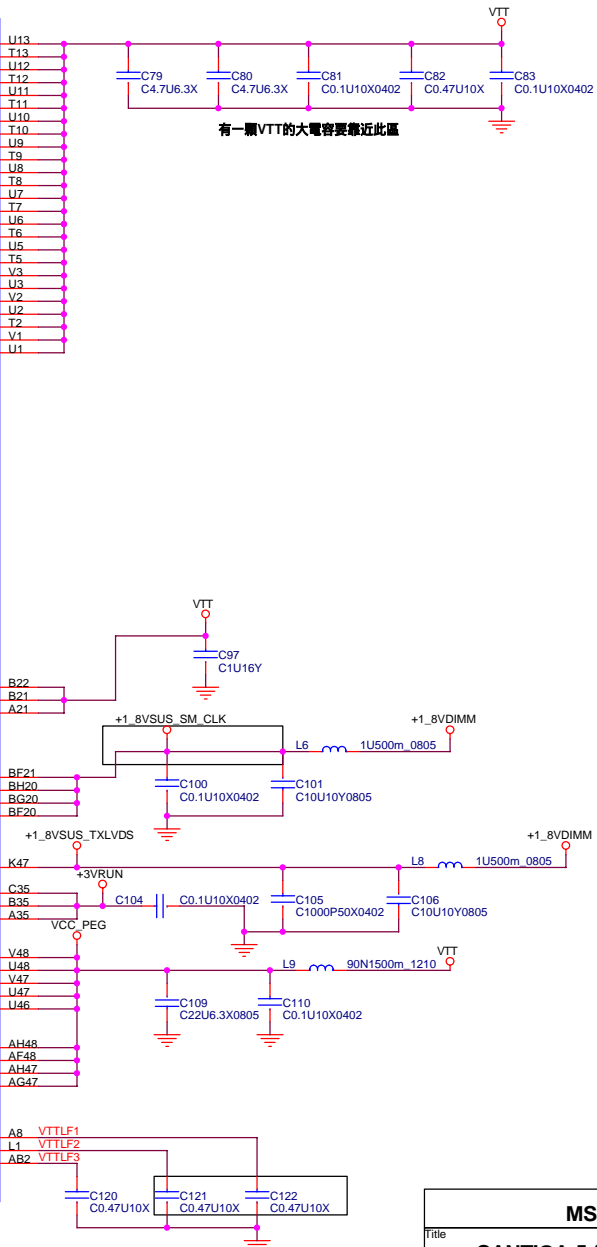 VTT
U13
T13
U12
T12
U11
T11
U10
T10
U9
T9
U8
T8
U7
T7
U6
T6
U5
T5
V3
U3
V2
U2
T2
V1
U1
C79
C4.7U6.3X
C80
C4.7U6.3X
C81
C0.1U10X0402
C82
C0.47U10X
C83
C0.1U10X0402
有一顆VTT的大電容要靠近此區
VTT
C97
C1U16Y
B22
B21
A21
+1_8VSUS_SM_CLK
+1_8VDIMM
L6 1U500m_0805
BF21
BH20
BG20
BF20
C100
C0.1U10X0402
C101
C10U10Y0805
+1_8VSUS_TXLVDS
+1_8VDIMM
K47
L8 1U500m_0805
+3VRUN
C35
B35
A35
C104 C0.1U10X0402
C105
C1000P50X0402
C106
C10U10Y0805
VCC_PEG
VTT
V48
U48
V47
U47
U46
L9 90N1500m_1210
C109
C22U6.3X0805
C110
C0.1U10X0402
AH48
AF48
AH47
AG47
A8 VTTLF1
L1 VTTLF2
AB2 VTTLF3
C120
C0.47U10X
C121
C0.47U10X
C122
C0.47U10X
MS
Title